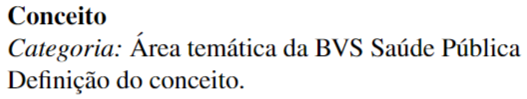 Conceito
Categoria: Área temática da BVS Saúde Pública
Definição do conceito.